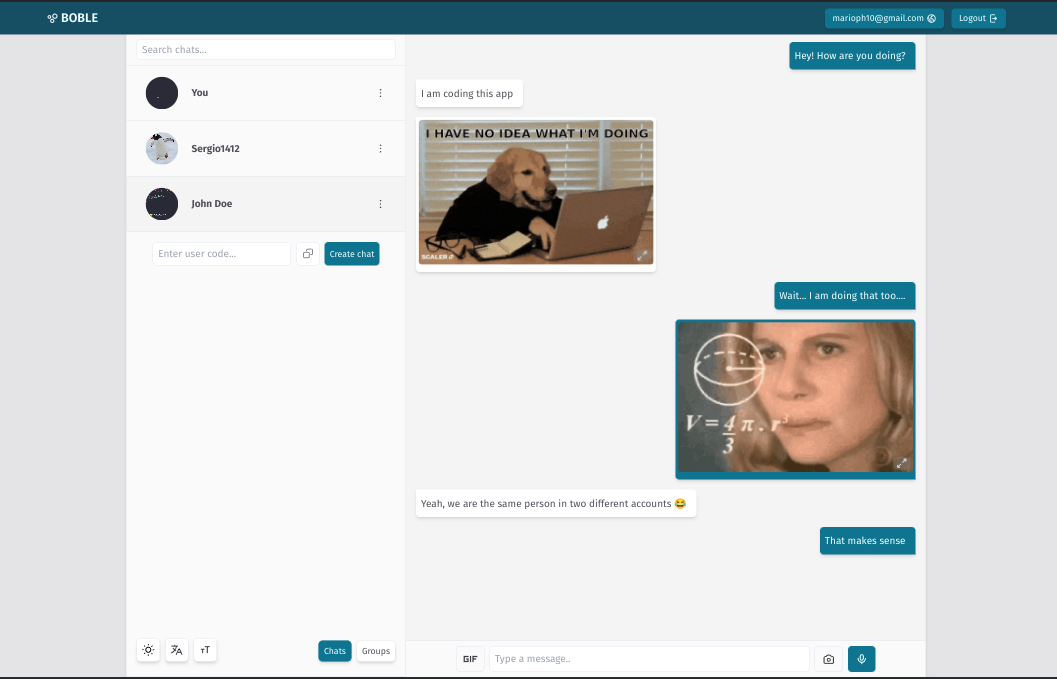 BOBLE
marioph10@gmail.com
Logout
Search chats...
You
Sergio1412
John Doe
Enter user code...
Create chat
Hey! How are you doing?
I am coding this app
I HAVE NO IDEA WHAT I'M DOING
SCALER
Wait... I am doing that too....
V = 4/3 π . r³
Yeah, we are the same person in two different accounts 😂
That makes sense
тT
Chats
Groups
GIF
Type a message..